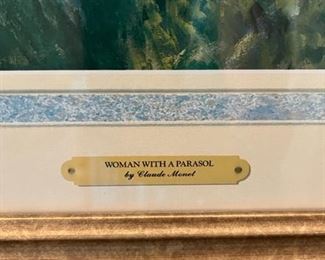 WOMAN WITH A PARASOL
by Claude Monet